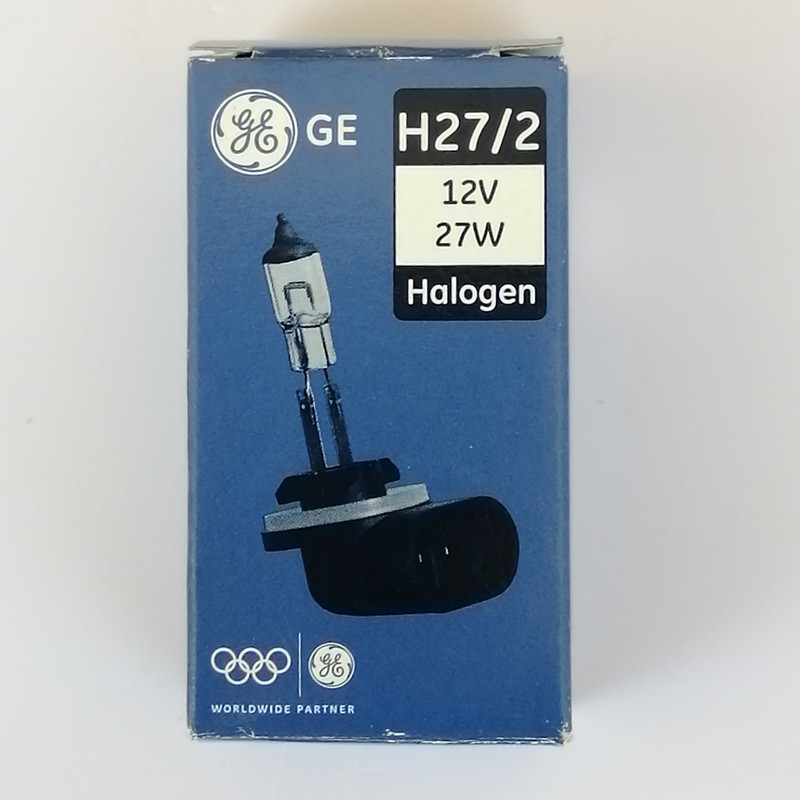 GE GE
H27/2
12V
27W
Halogen
GE
WORLDWIDE PARTNER